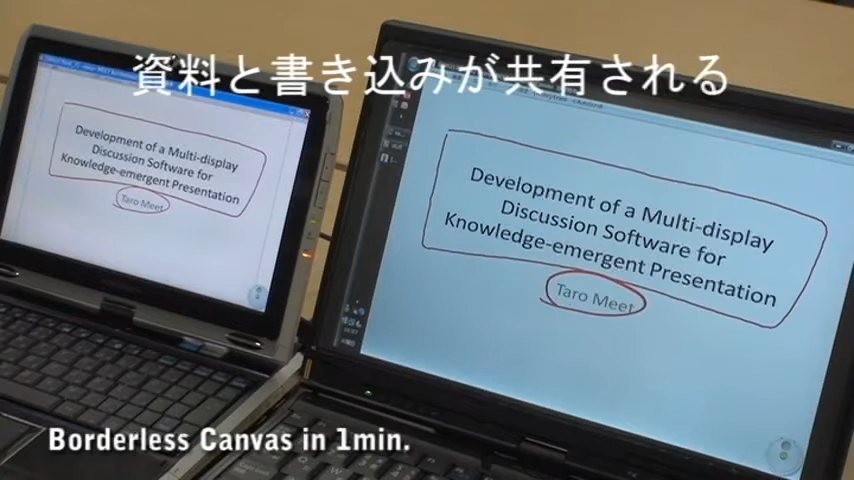 資料と書き込みが共有される
Development of a Multi-display
Discussion Software for
Knowledge-emergent Presentation
Taro Meet
Development of a Multi-display
Discussion Software for
Knowledge-emergent Presentation
Taro Meet
Borderless Canvas in 1min.